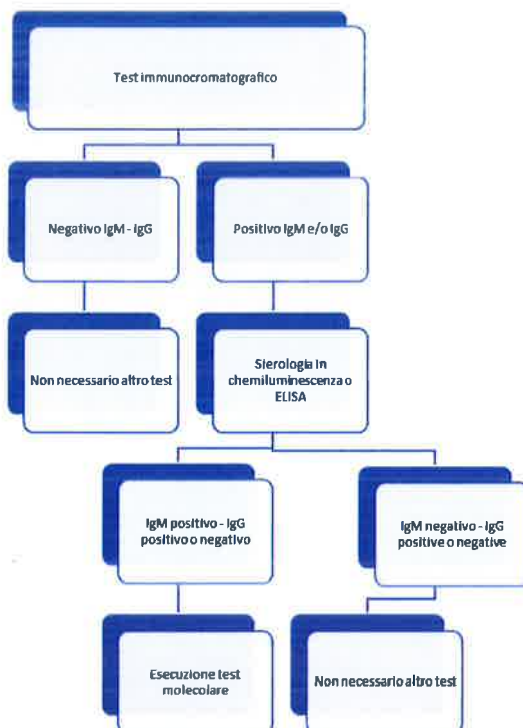 Test immunocromatografico
Negativo IgM - IgG
Positivo IgM e/o IgG
Non necessario altro test
Sierologia in
chemiluminescenza o
ELISA
IgM positivo - IgG
positivo o negativo
IgM negativo - IgG
positive o negative
Esecuzione test
molecolare
Non necessario altro test